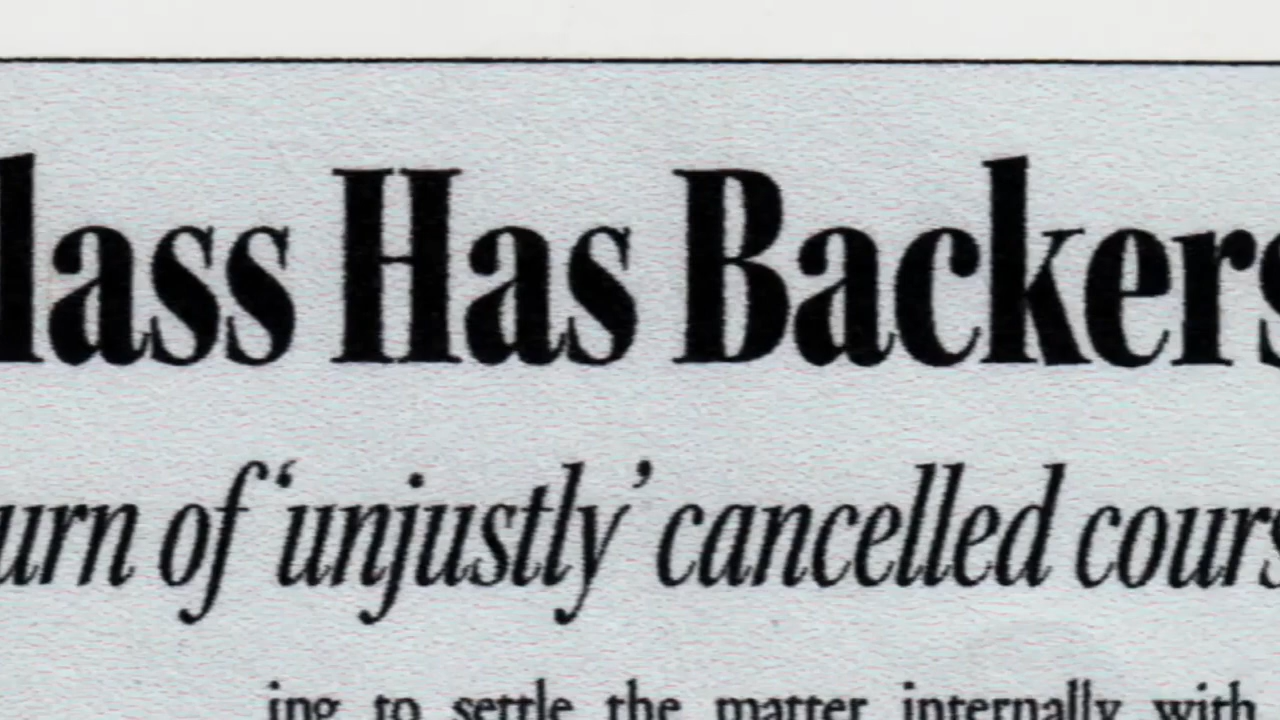 lass Has Backers
urn of ‘unjustly’ cancelled cours
ing to settle the matter internally with